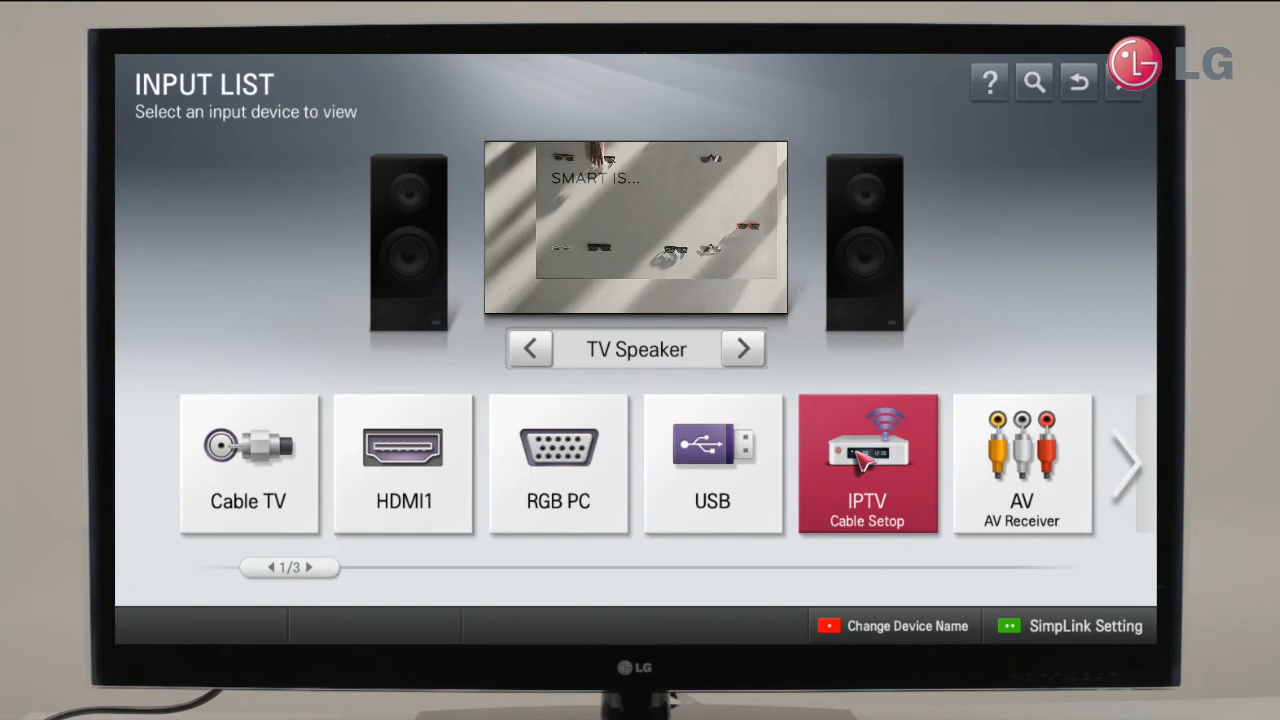 LG
INPUT LIST
Select an input device to view
?
SMART IS...
TV Speaker
Cable TV
HDMI1
RGB PC
USB
IPTV
Cable Setop
AV
AV Receiver
1/3
Change Device Name
SimpLink Setting
LG